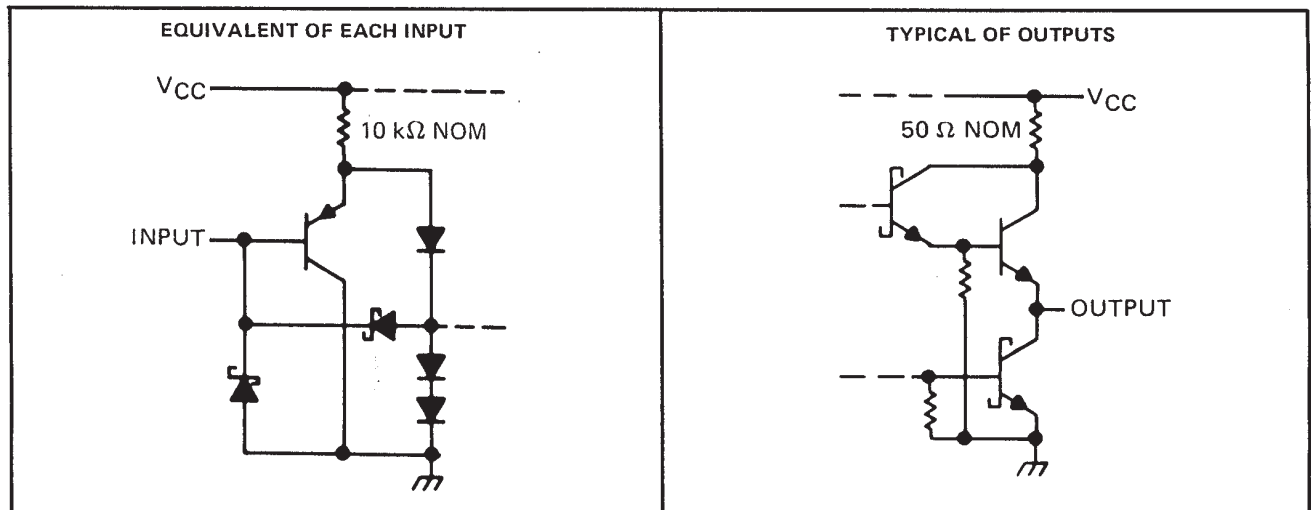 EQUIVALENT OF EACH INPUT
VCC
10 kΩ NOM
INPUT
TYPICAL OF OUTPUTS
VCC
50 Ω NOM
OUTPUT